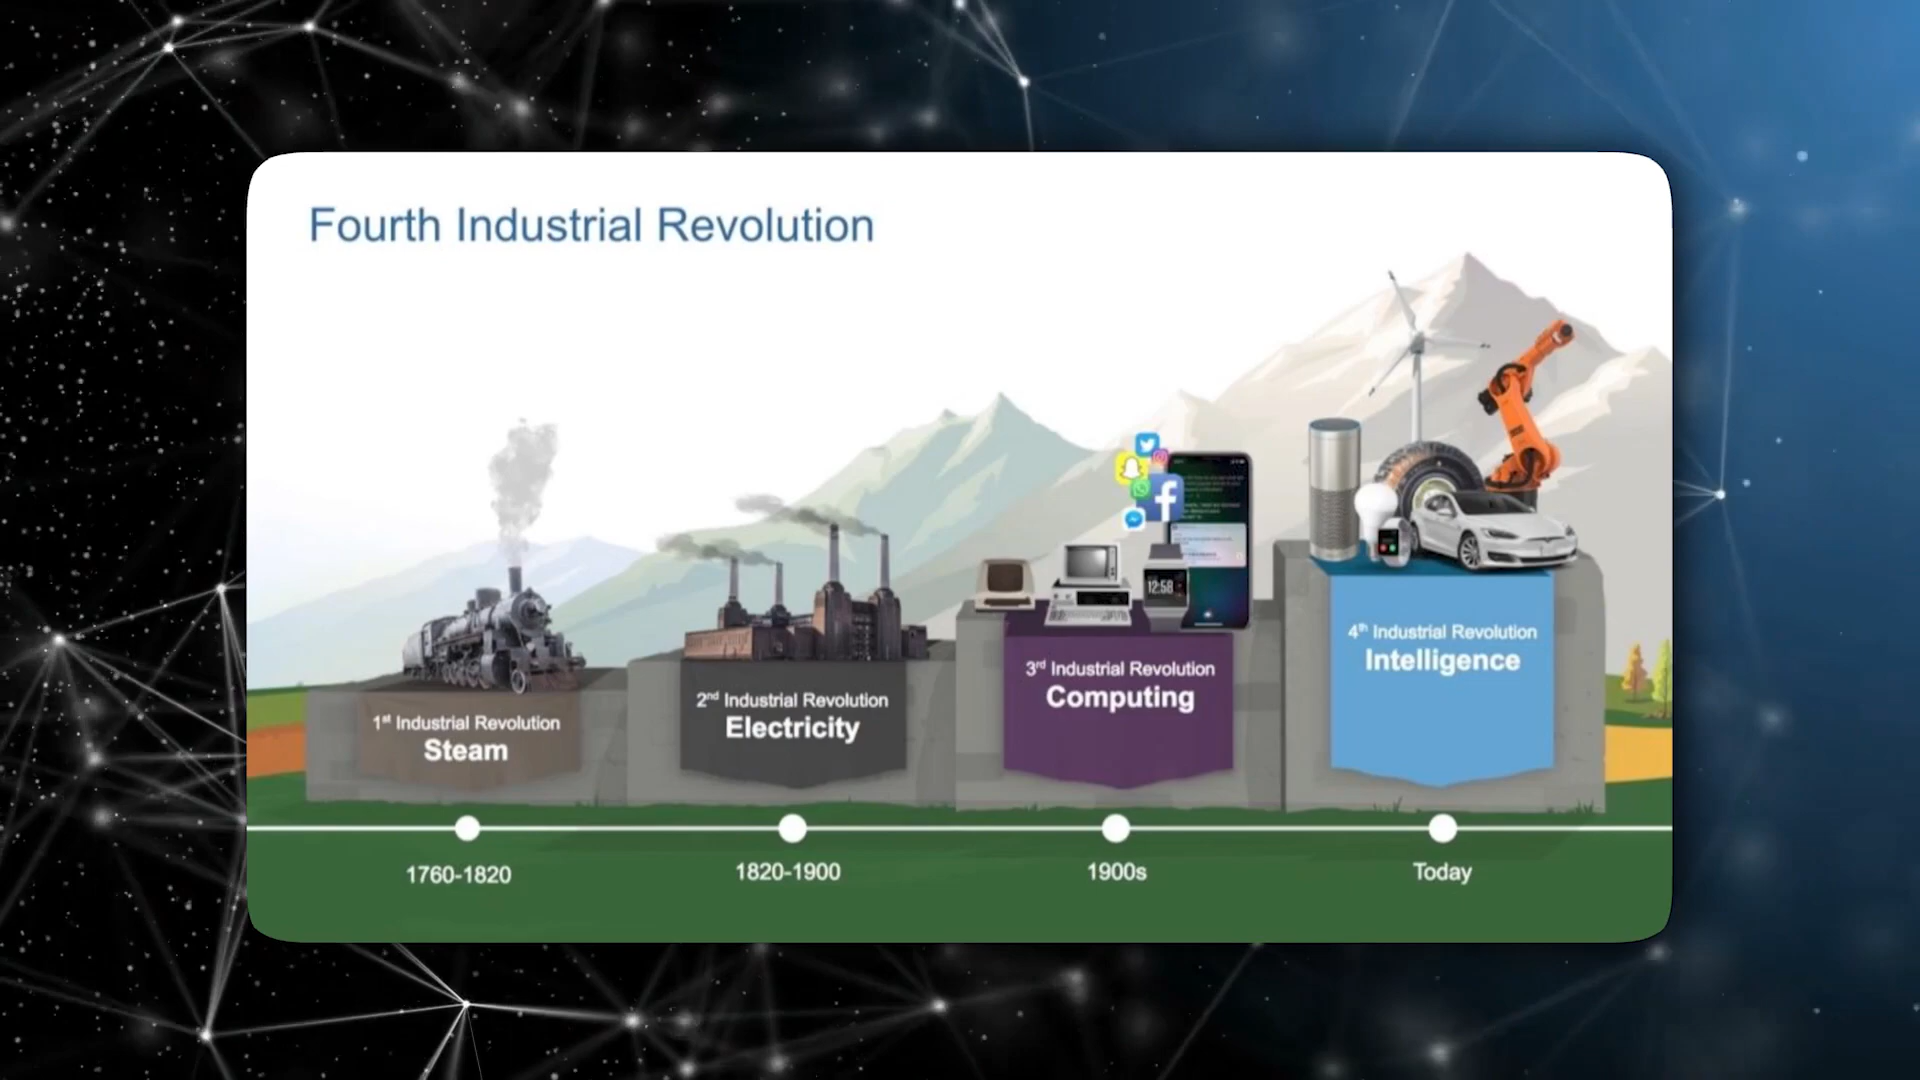 Fourth Industrial Revolution
1st Industrial Revolution
Steam
2nd Industrial Revolution
Electricity
3rd Industrial Revolution
Computing
4th Industrial Revolution
Intelligence
12:58
1760-1820
1820-1900
1900s
Today